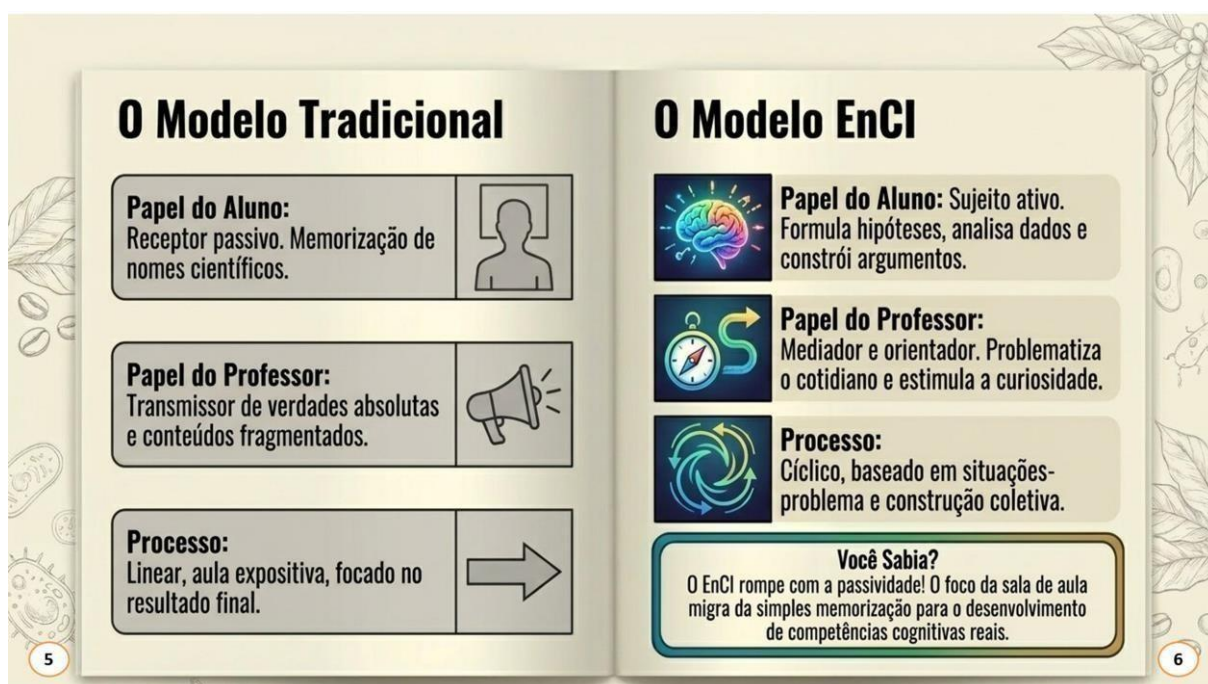 O Modelo Tradicional
Papel do Aluno:
Receptor passivo. Memorização de
nomes científicos.
Papel do Professor:
Transmissor de verdades absolutas
e conteúdos fragmentados.
Processo:
Linear, aula expositiva, focado no
resultado final.
5
O Modelo EnCI
Papel do Aluno: Sujeito ativo.
Formula hipóteses, analisa dados e
constrói argumentos.
Papel do Professor:
Mediador e orientador. Problematiza
o cotidiano e estimula a curiosidade.
Processo:
Cíclico, baseado em situações-
problema e construção coletiva.
Você Sabia?
O EnCI rompe com a passividade! O foco da sala de aula
migra da simples memorização para o desenvolvimento
de competências cognitivas reais.
6